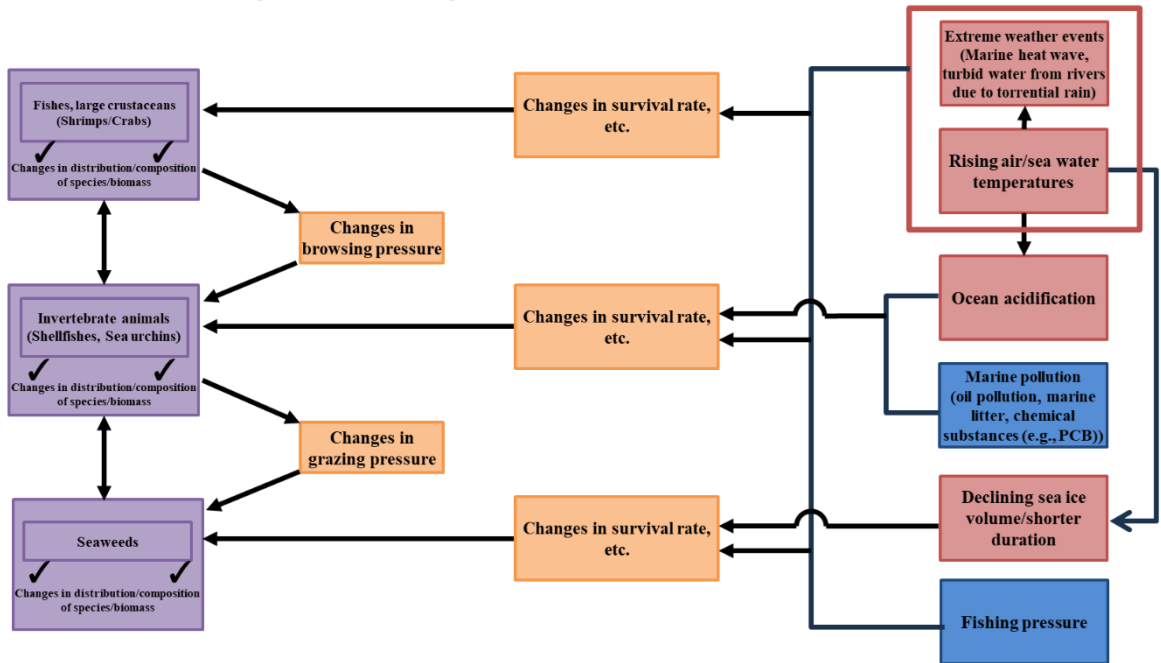 Extreme weather events
(Marine heat wave,
turbid water from rivers
due to torrential rain)
Fishes, large crustaceans
(Shrimps/Crabs)
Changes in distribution/composition
of species/biomass
Changes in survival rate,
etc.
Rising air/sea water
temperatures
Changes in
browsing pressure
Invertebrate animals
(Shellfishes, Sea urchins)
Changes in distribution/composition
of species/biomass
Changes in survival rate,
etc.
Ocean acidification
Marine pollution
(oil pollution, marine
litter, chemical
substances (e.g., PCB))
Changes in
grazing pressure
Seaweeds
Changes in distribution/composition
of species/biomass
Changes in survival rate,
etc.
Declining sea ice
volume/shorter
duration
Fishing pressure